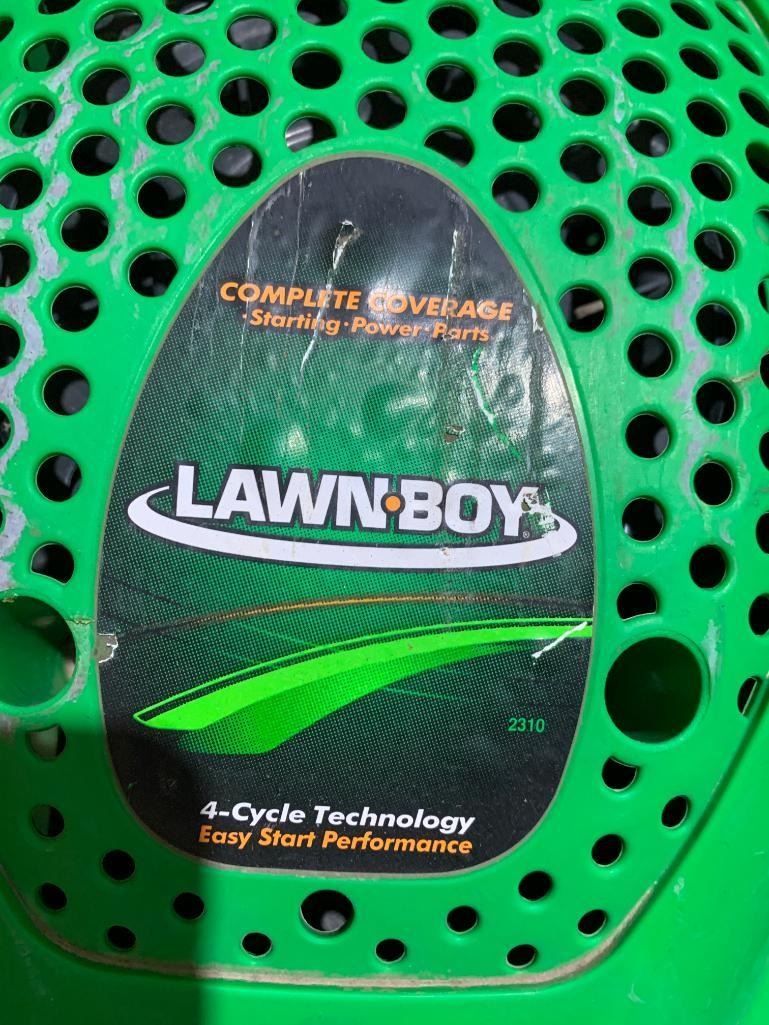 COMPLETE COVERAGE
·Starting·Power·Parts
LAWN·BOY®
2310
4-Cycle Technology
Easy Start Performance